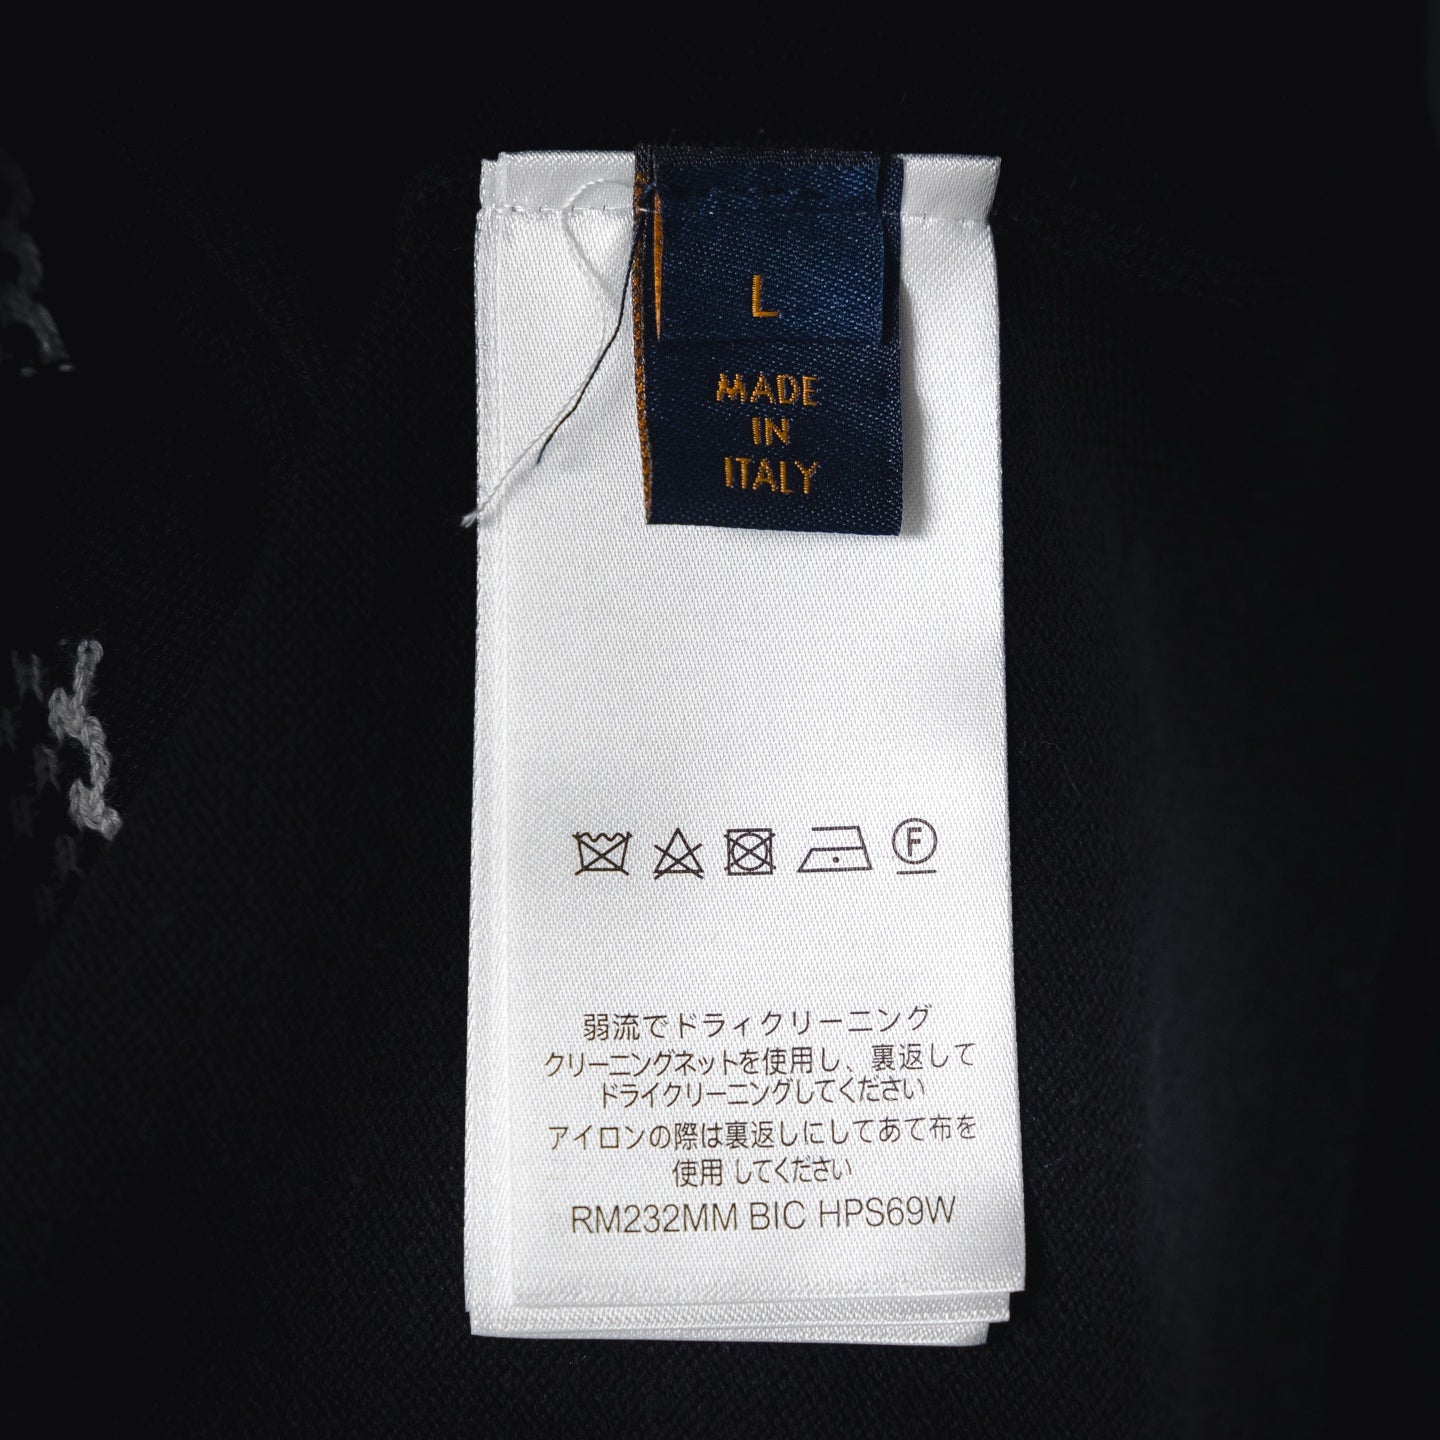 L
MADE
IN
ITALY
F
弱流でドライクリーニング
クリーニングネットを使用し、裏返して
ドライクリーニングしてください
アイロンの際は裏返しにしてあて布を
使用 してください
RM232MM BIC HPS69W